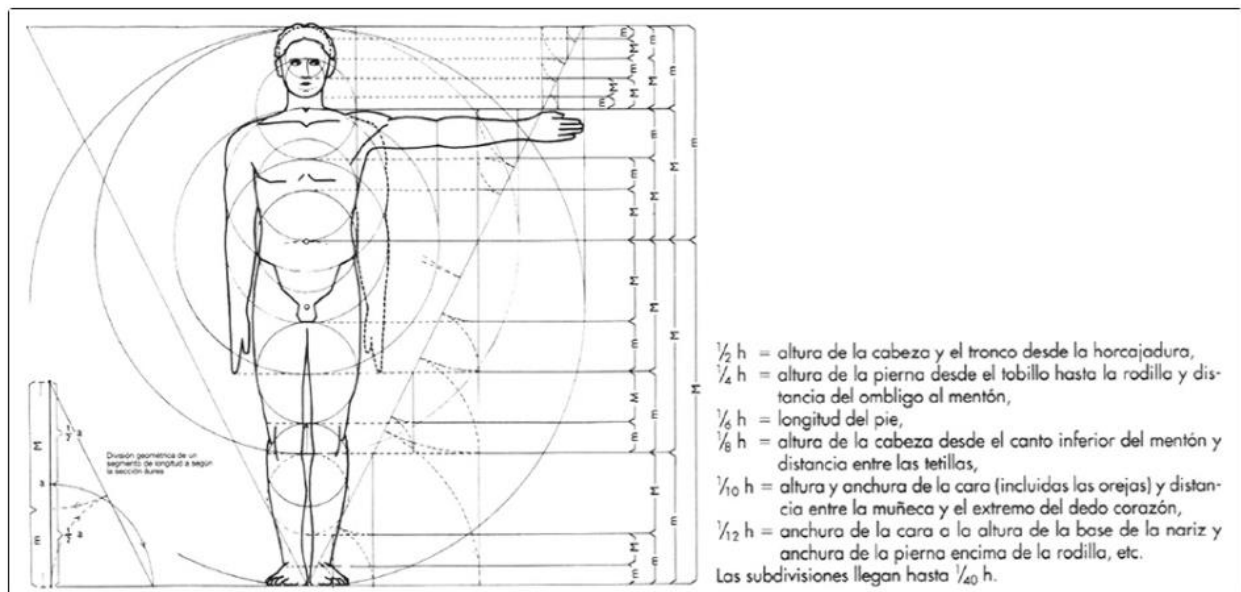 ½ h = altura de la cabeza y el tronco desde la horcajadura,
¼ h = altura de la pierna desde el tobillo hasta la rodilla y dis-
tancia del ombligo al mentón,
⅙ h = longitud del pie,
⅛ h = altura de la cabeza desde el canto inferior del mentón y
distancia entre las tetillas,
¹⁄₁₀ h = altura y anchura de la cara (incluidas las orejas) y distan-
cia entre la muñeca y el extremo del dedo corazón,
¹⁄₁₂ h = anchura de la cara a la altura de la base de la nariz y
anchura de la pierna encima de la rodilla, etc.
Las subdivisiones llegan hasta ¹⁄₄₀ h.
División geométrica de un
segmento de longitud a según
la sección áurea
M
a
m